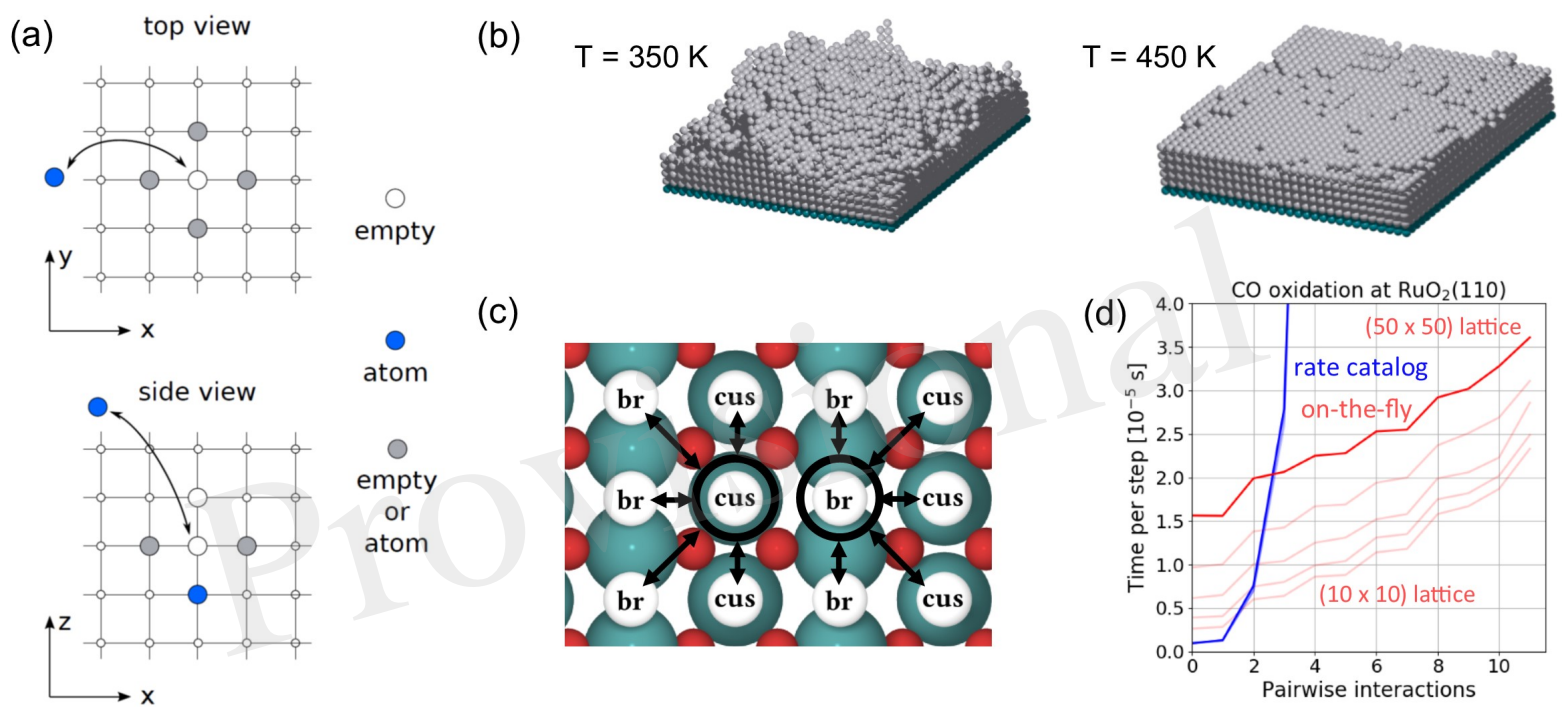 (a)
top view
y
x
side view
z
x
empty
atom
empty
or
atom
(b)
T = 350 K
T = 450 K
(c)
br
cus
br
cus
br
cus
br
cus
br
cus
br
cus
(d)
CO oxidation at RuO₂(110)
(50 x 50) lattice
rate catalog
on-the-fly
(10 x 10) lattice
Time per step [10⁻⁵ s]
4.0
3.5
3.0
2.5
2.0
1.5
1.0
0.5
0.0
0 2 4 6 8 10
Pairwise interactions
Provisional